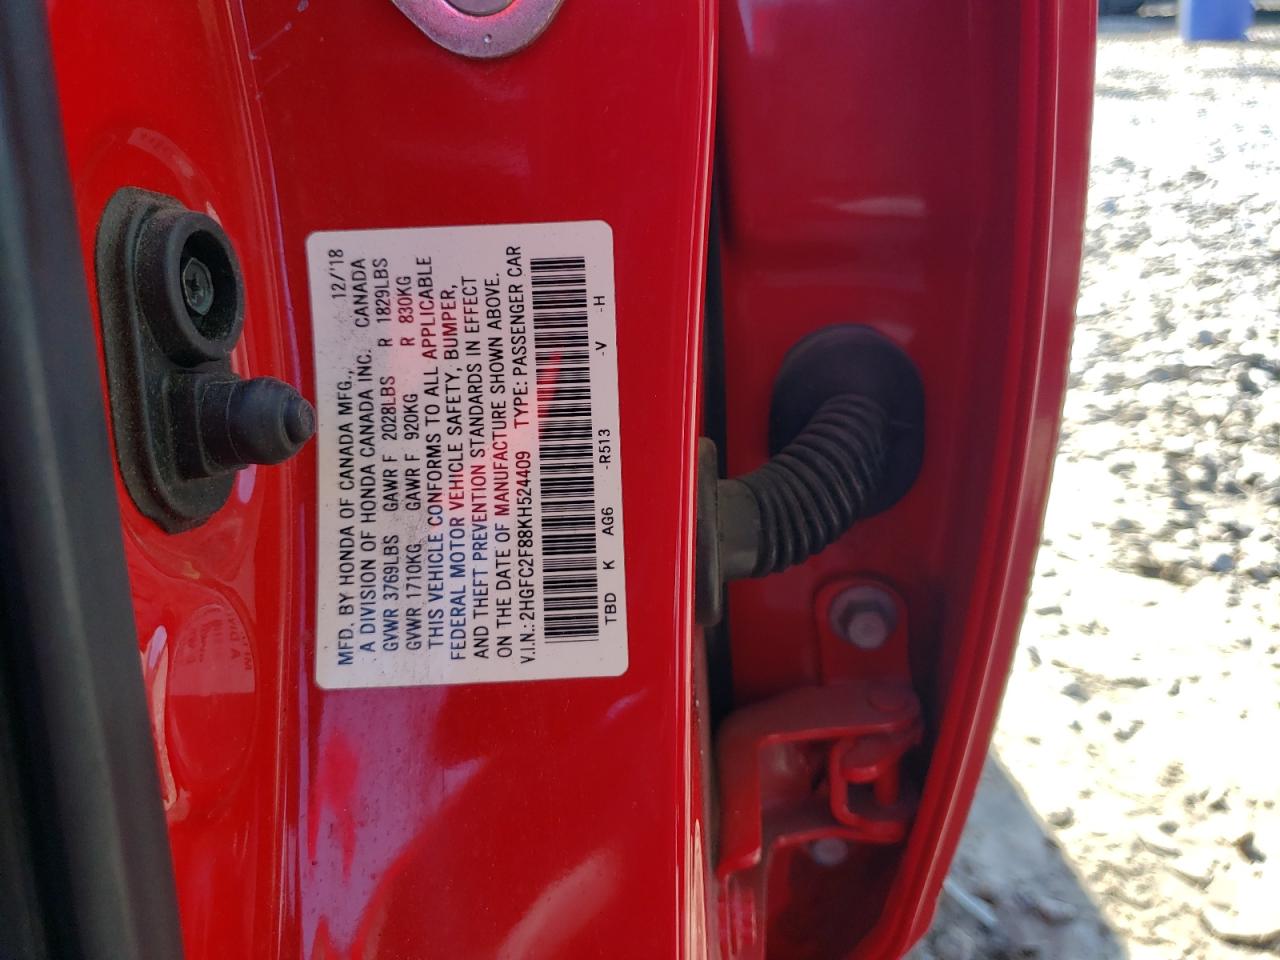 MFD. BY HONDA OF CANADA MFG., 12/'18
A DIVISION OF HONDA CANADA INC. CANADA
GVWR 3769LBS GAWR F 2028LBS R 1829LBS
GVWR 1710KG GAWR F 920KG R 830KG
THIS VEHICLE CONFORMS TO ALL APPLICABLE
FEDERAL MOTOR VEHICLE SAFETY, BUMPER,
AND THEFT PREVENTION STANDARDS IN EFFECT
ON THE DATE OF MANUFACTURE SHOWN ABOVE.
V.I.N.: 2HGFC2F88KH524409 TYPE: PASSENGER CAR
TBD K AG6 -R513 -V -H